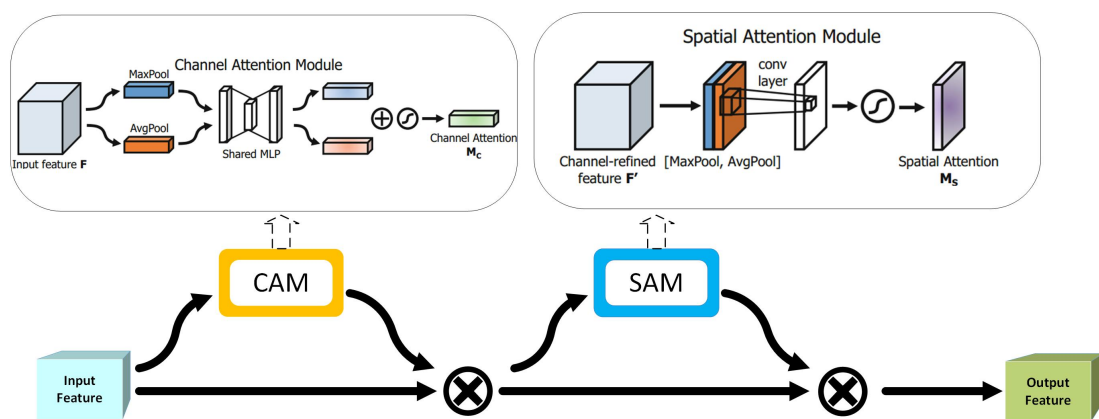 Channel Attention Module
MaxPool
AvgPool
Input feature F
Shared MLP
Channel Attention
Mc
Spatial Attention Module
conv
layer
Channel-refined
feature F'
[MaxPool, AvgPool]
Spatial Attention
Ms
CAM
SAM
Input
Feature
Output
Feature